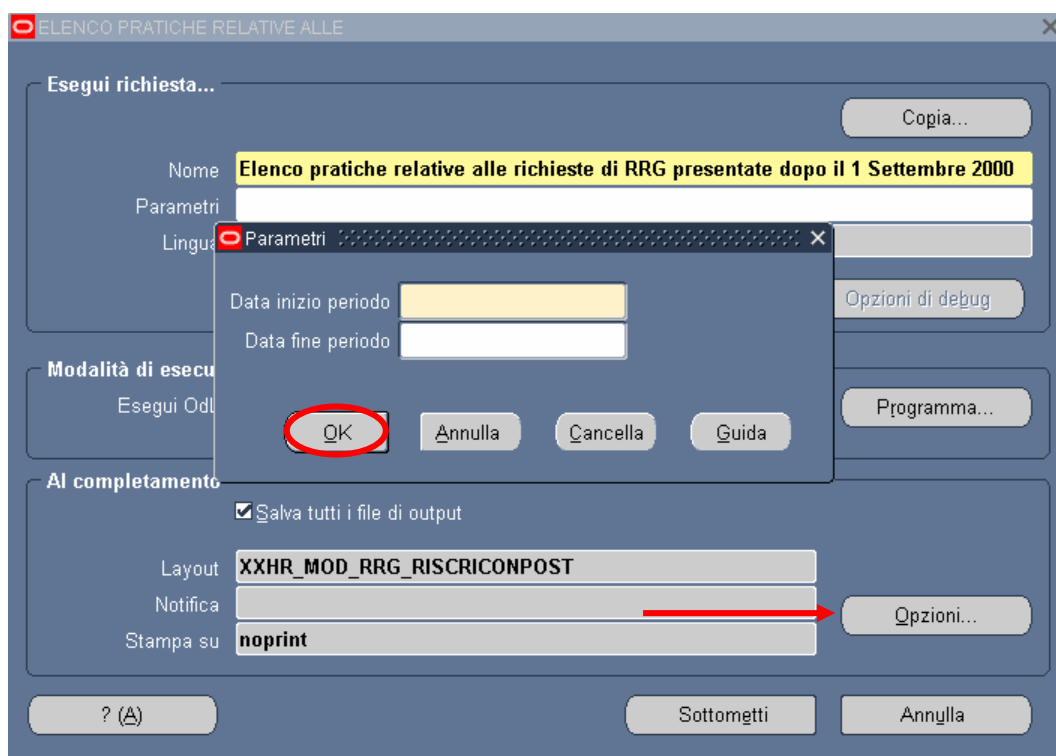 ELENCO PRATICHE RELATIVE ALLE
Esegui richiesta...
Copia...
Nome Elenco pratiche relative alle richieste di RRG presentate dopo il 1 Settembre 2000
Parametri
Lingua
Parametri
Data inizio periodo
Opzioni di debug
Data fine periodo
Modalità di esecu
Esegui OdL
Programma...
OK Annulla Cancella Guida
Al completamento
Salva tutti i file di output
Layout XXHR_MOD_RRG_RISCRICONPOST
Notifica
Opzioni...
Stampa su noprint
? (A) Sottometti Annulla